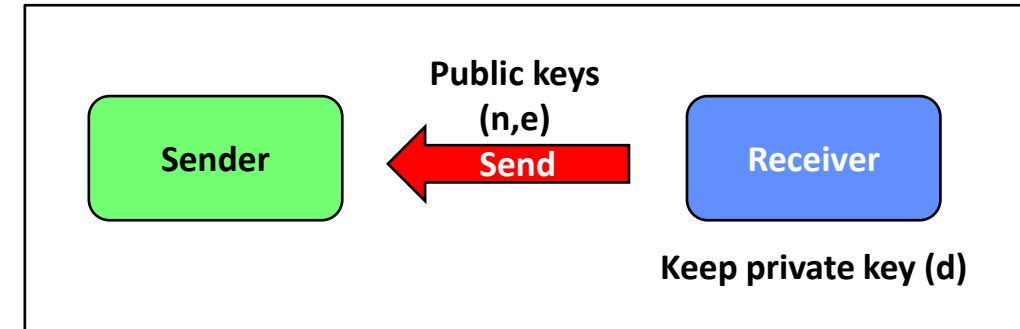 Public keys
(n,e)
Sender
Send
Receiver
Keep private key (d)